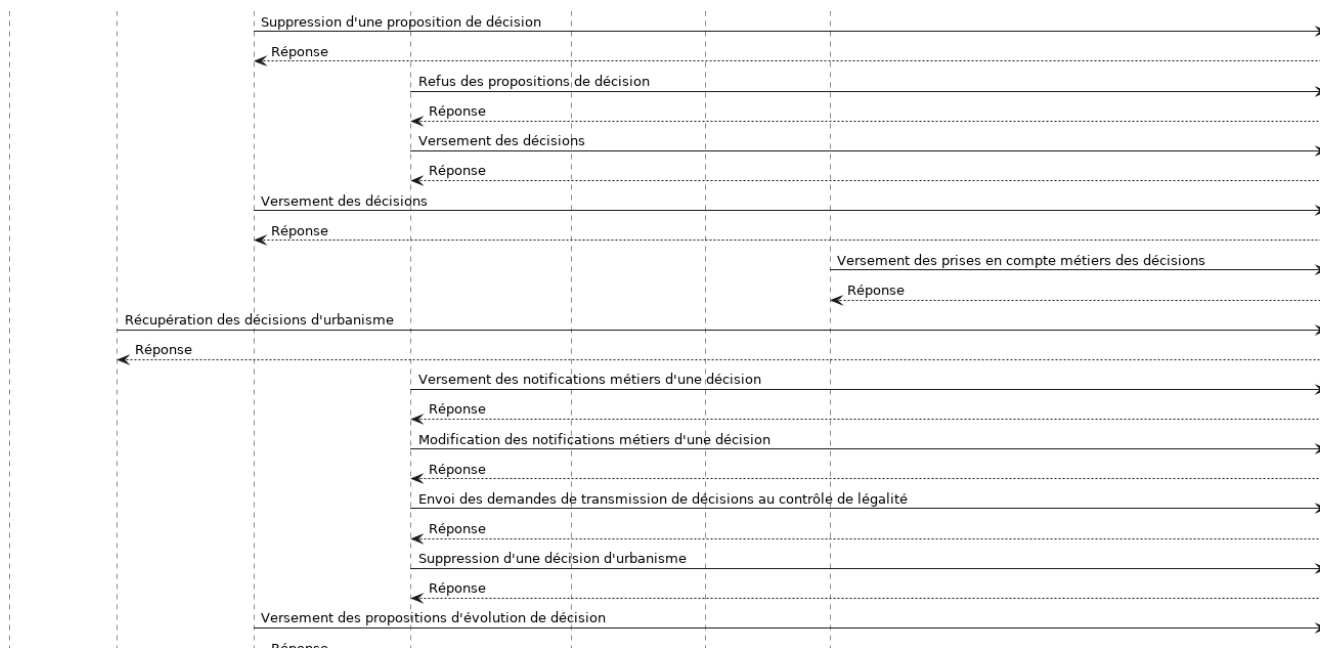 Suppression d'une proposition de décision
Réponse
Refus des propositions de décision
Réponse
Versement des décisions
Réponse
Versement des décisions
Réponse
Versement des prises en compte métiers des décisions
Réponse
Récupération des décisions d'urbanisme
Réponse
Versement des notifications métiers d'une décision
Réponse
Modification des notifications métiers d'une décision
Réponse
Envoi des demandes de transmission de décisions au contrôle de légalité
Réponse
Suppression d'une décision d'urbanisme
Réponse
Versement des propositions d'évolution de décision
Réponse